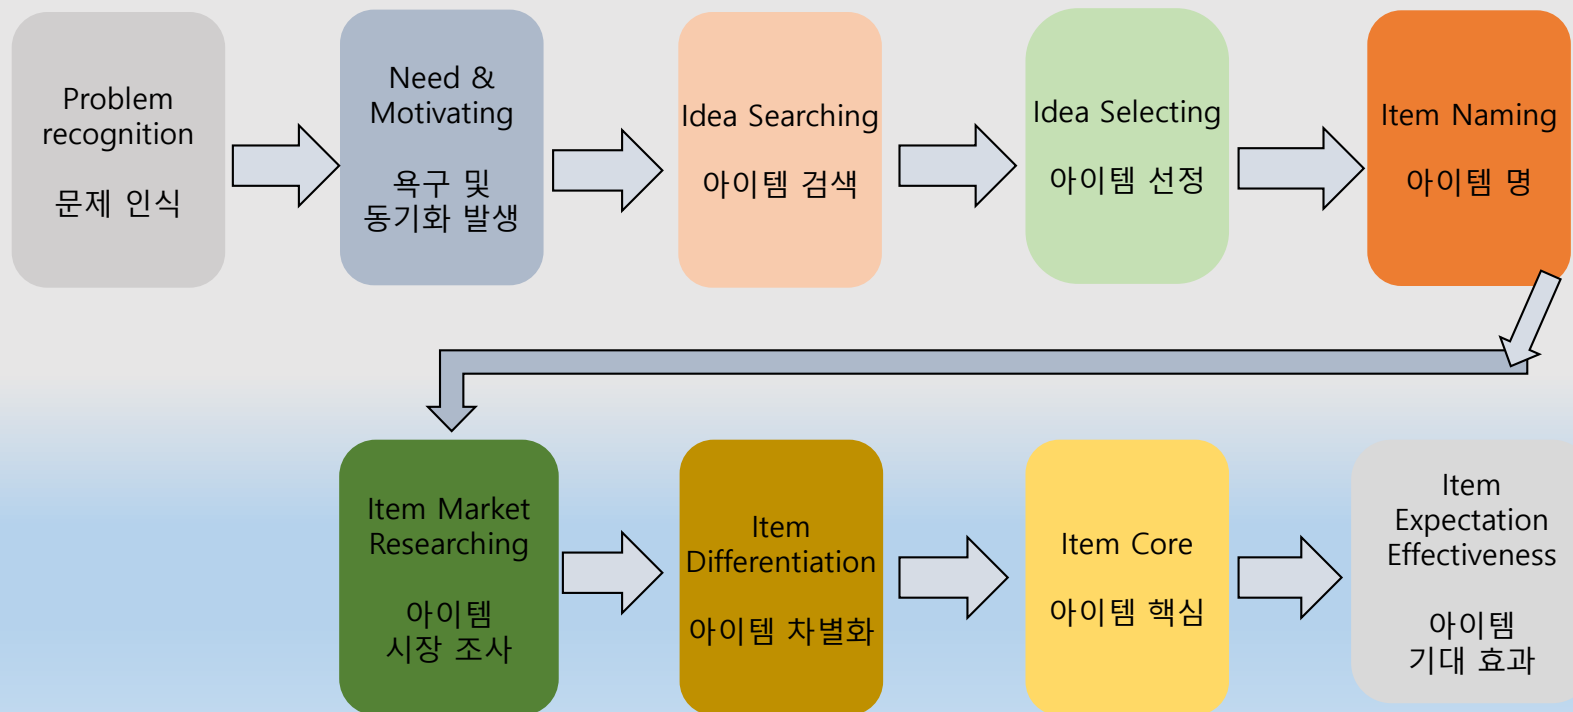 Problem
recognition
문제 인식
Need &
Motivating
욕구 및
동기화 발생
Idea Searching
아이템 검색
Idea Selecting
아이템 선정
Item Naming
아이템 명
Item Market
Researching
아이템
시장 조사
Item
Differentiation
아이템 차별화
Item Core
아이템 핵심
Item
Expectation
Effectiveness
아이템
기대 효과